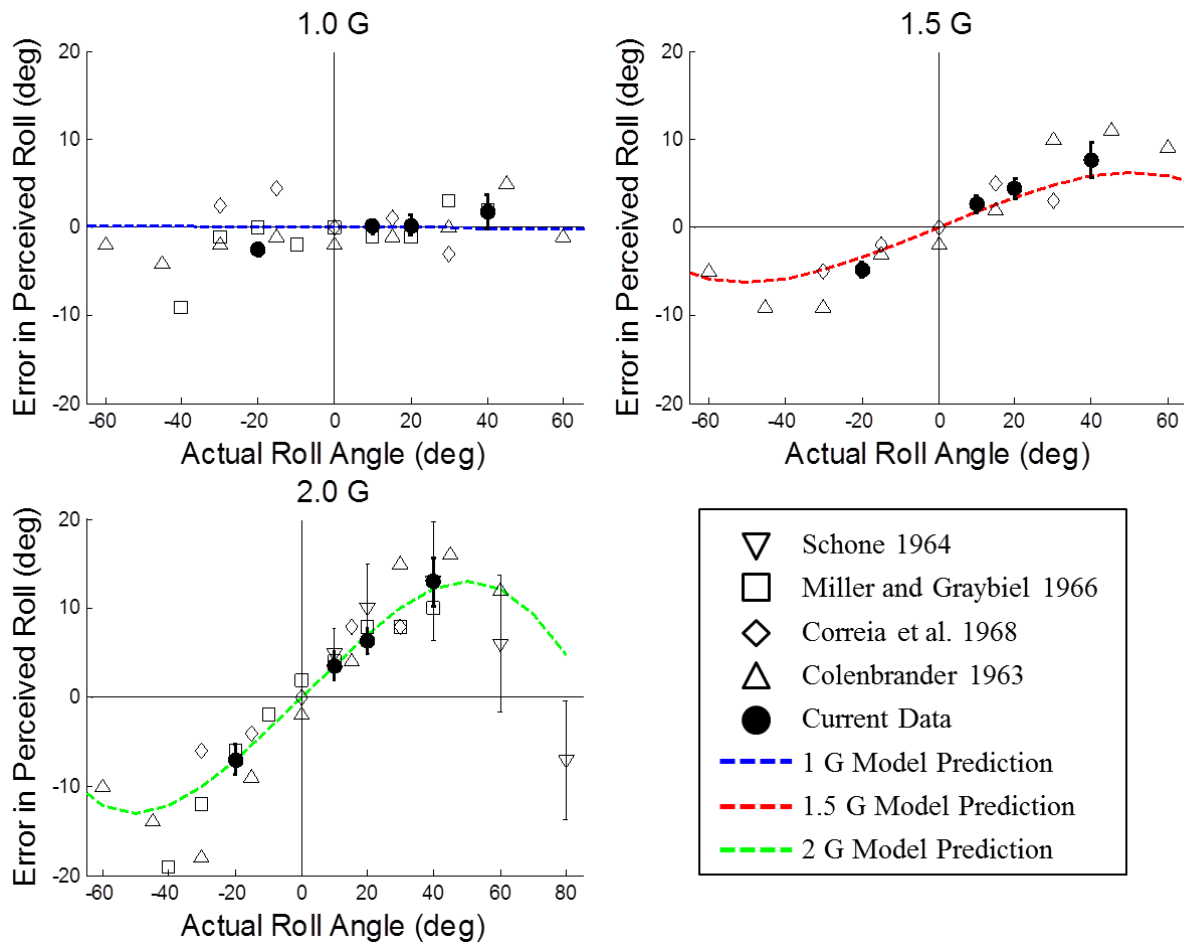 1.0 G
Error in Perceived Roll (deg)
20
10
0
-10
-20
-60 -40 -20 0 20 40 60
Actual Roll Angle (deg)
1.5 G
Error in Perceived Roll (deg)
20
10
0
-10
-20
-60 -40 -20 0 20 40 60
Actual Roll Angle (deg)
2.0 G
Error in Perceived Roll (deg)
20
10
0
-10
-20
-60 -40 -20 0 20 40 60 80
Actual Roll Angle (deg)
Schone 1964
Miller and Graybiel 1966
Correia et al. 1968
Colenbrander 1963
Current Data
1 G Model Prediction
1.5 G Model Prediction
2 G Model Prediction